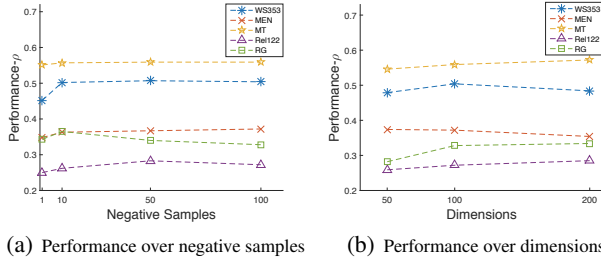 WS353
MEN
MT
Rel122
RG
0.7
0.6
0.5
0.4
0.3
0.2
Performance-ρ
1 10 50 100
Negative Samples
(a) Performance over negative samples
WS353
MEN
MT
Rel122
RG
0.7
0.6
0.5
0.4
0.3
0.2
Performance-ρ
50 100 200
Dimensions
(b) Performance over dimensions